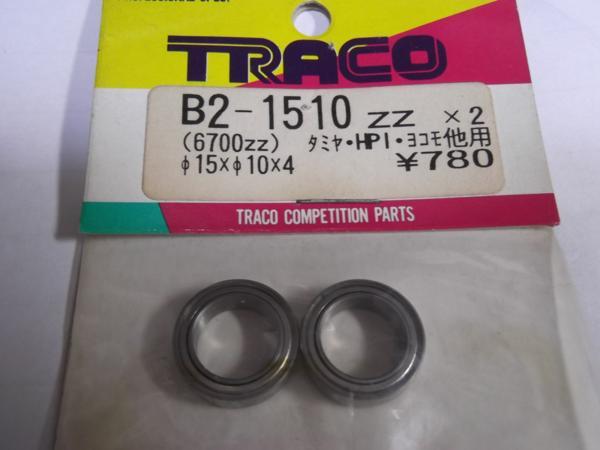 TRACO
B2-1510 ZZ ×2
(6700zz) タミヤ・HPI・ヨコモ他用
φ15×φ10×4 ¥780
TRACO COMPETITION PARTS